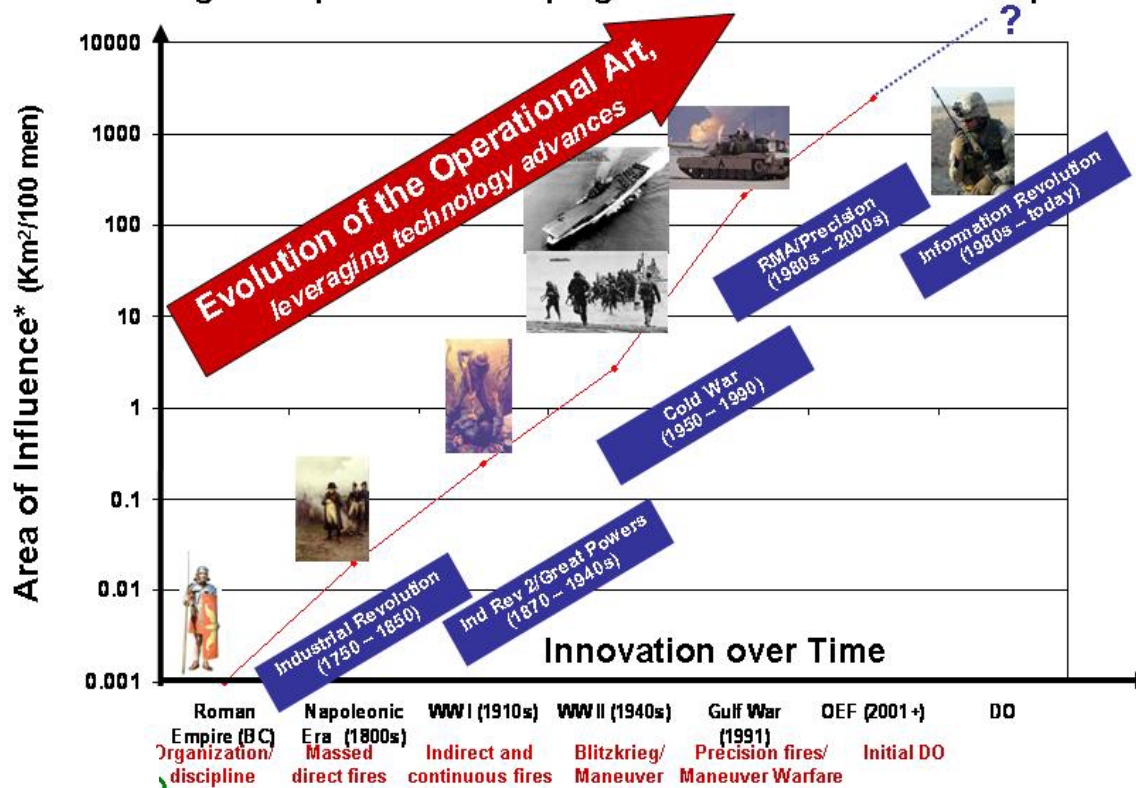 10000
1000
100
10
1
0.1
0.01
0.001
Area of Influence* (Km²/100 men)
Evolution of the Operational Art,
leveraging technology advances
?
RMA/Precision
(1980s – 2000s)
Information Revolution
(1980s – today)
Cold War
(1950 – 1990)
Ind Rev 2/Great Powers
(1870 – 1940s)
Industrial Revolution
(1750 – 1850)
Innovation over Time
Roman
Empire (BC)
Napoleonic
Era (1800s)
WW I (1910s)
WW II (1940s)
Gulf War
(1991)
OEF (2001+)
DO
Organization/
discipline
Massed
direct fires
Indirect and
continuous fires
Blitzkrieg/
Maneuver
Precision fires/
Maneuver Warfare
Initial DO